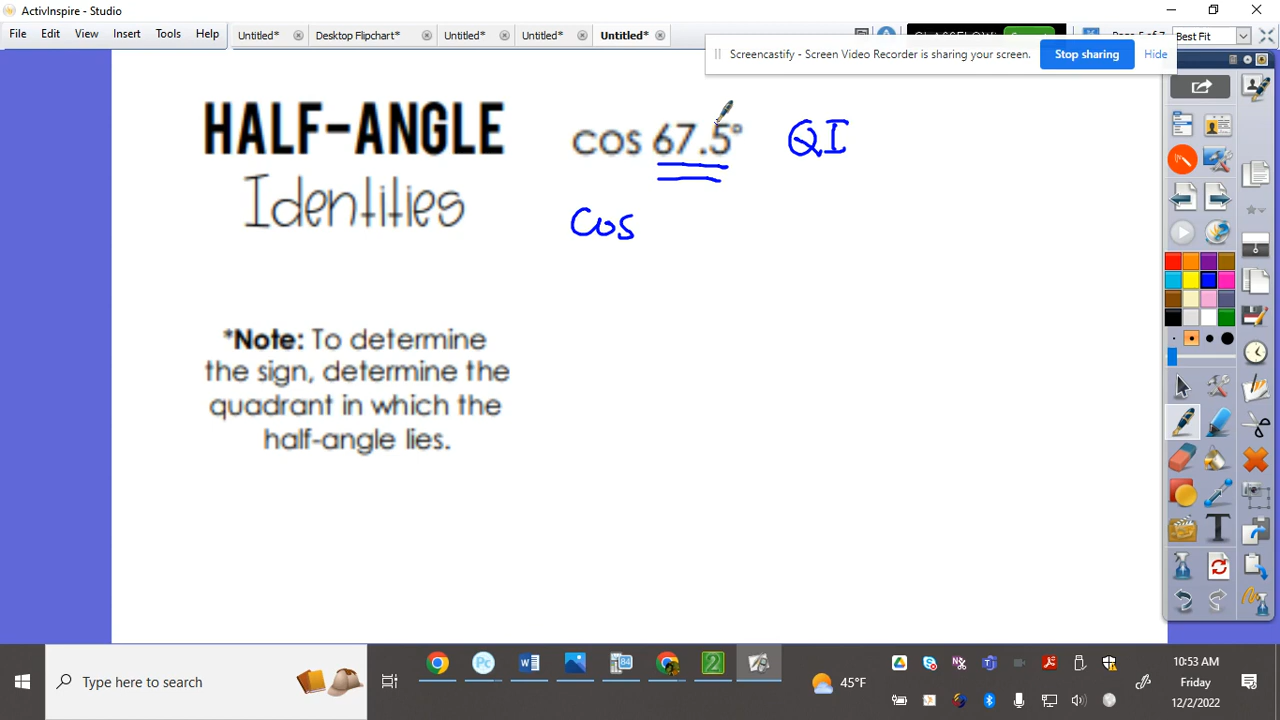 ActivInspire - Studio
File Edit View Insert Tools Help Untitled* Desktop Flipchart* Untitled* Untitled* Untitled* Best Fit
Screencastify - Screen Video Recorder is sharing your screen. Stop sharing Hide
HALF-ANGLE
Identities
cos 67.5° QI
Cos
*Note: To determine
the sign, determine the
quadrant in which the
half-angle lies.
Type here to search
45°F
10:53 AM
Friday
12/2/2022